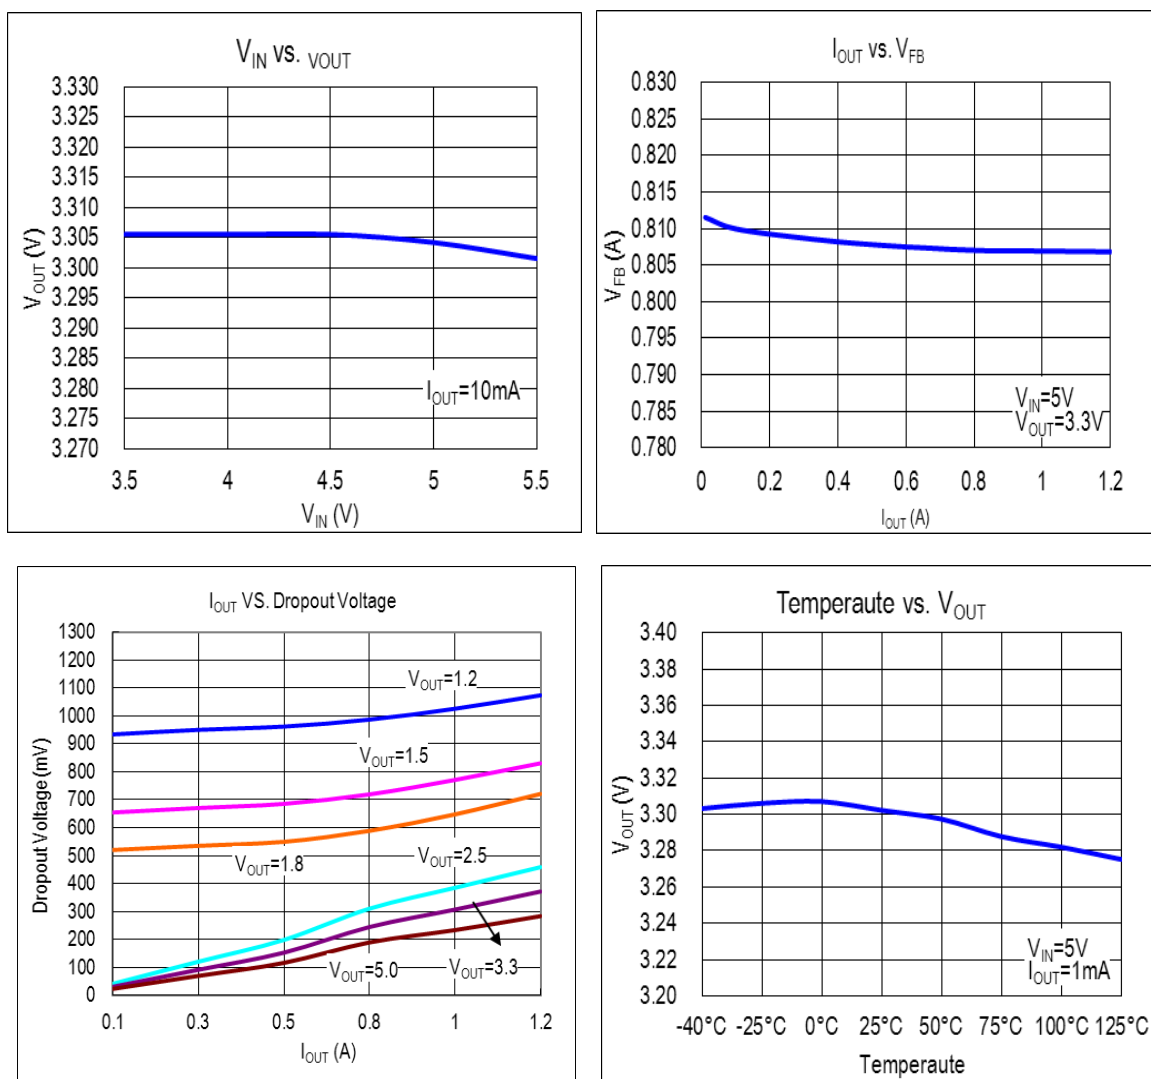 VIN vs. VOUT
3.330
3.325
3.320
3.315
3.310
3.305
3.300
3.295
3.290
3.285
3.280
3.275
3.270
VOUT (V)
IOUT=10mA
3.5 4 4.5 5 5.5
VIN (V)
IOUT vs. VFB
0.830
0.825
0.820
0.815
0.810
0.805
0.800
0.795
0.790
0.785
0.780
VFB (A)
VIN=5V
VOUT=3.3V
0 0.2 0.4 0.6 0.8 1 1.2
IOUT (A)
IOUT VS. Dropout Voltage
1300
1200
1100
1000
900
800
700
600
500
400
300
200
100
0
Dropout Voltage (mV)
VOUT=1.2
VOUT=1.5
VOUT=1.8
VOUT=2.5
VOUT=5.0
VOUT=3.3
0.1 0.3 0.5 0.8 1 1.2
IOUT (A)
Temperaute vs. VOUT
3.40
3.38
3.36
3.34
3.32
3.30
3.28
3.26
3.24
3.22
3.20
VOUT (V)
VIN=5V
IOUT=1mA
-40°C -25°C 0°C 25°C 50°C 75°C 100°C 125°C
Temperaute